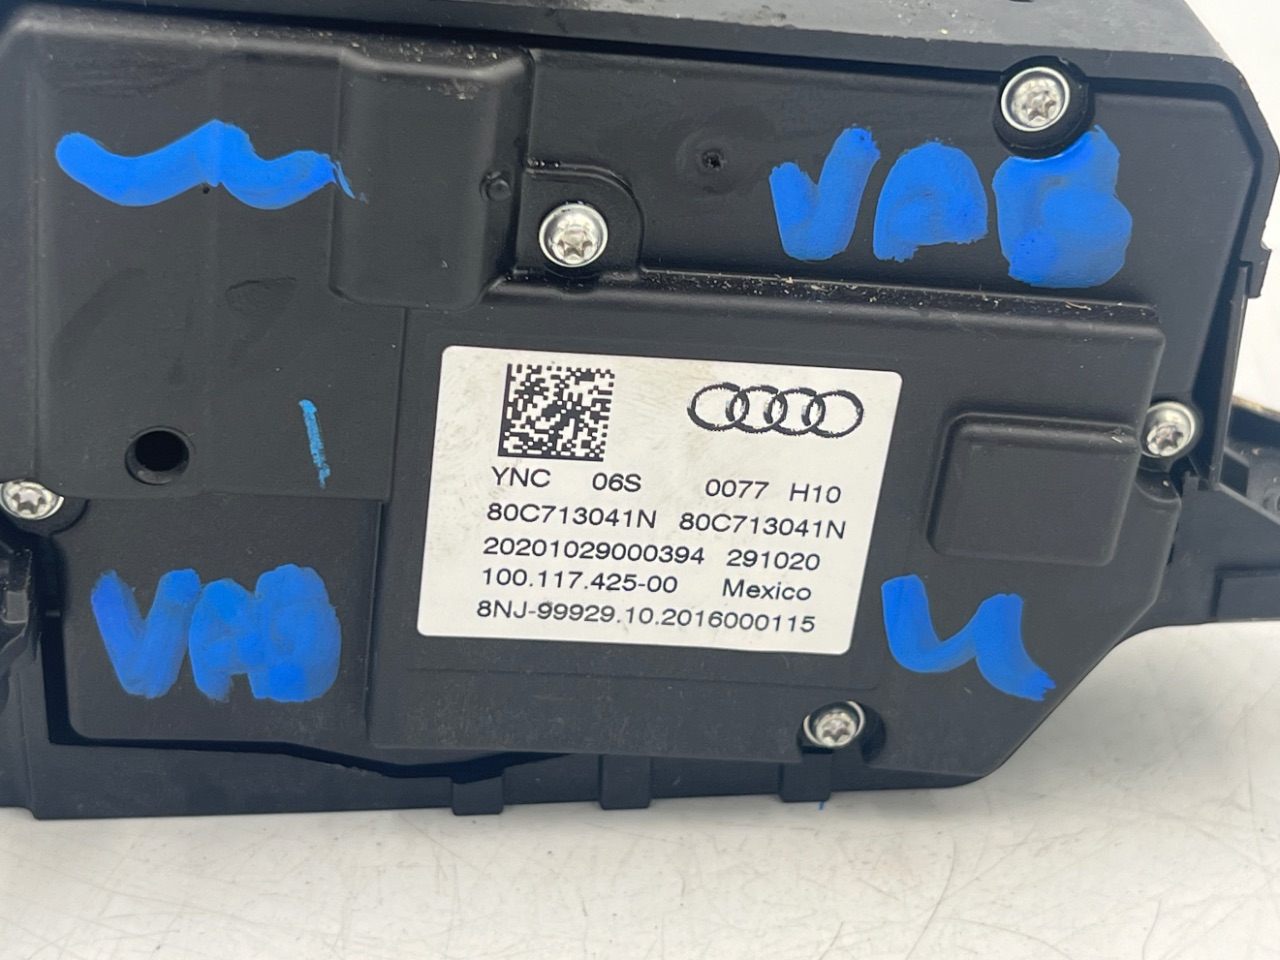 VAG
YNC 06S 0077 H10
80C713041N 80C713041N
20201029000394 291020
100.117.425-00 Mexico
8NJ-99929.10.2016000115
VAG